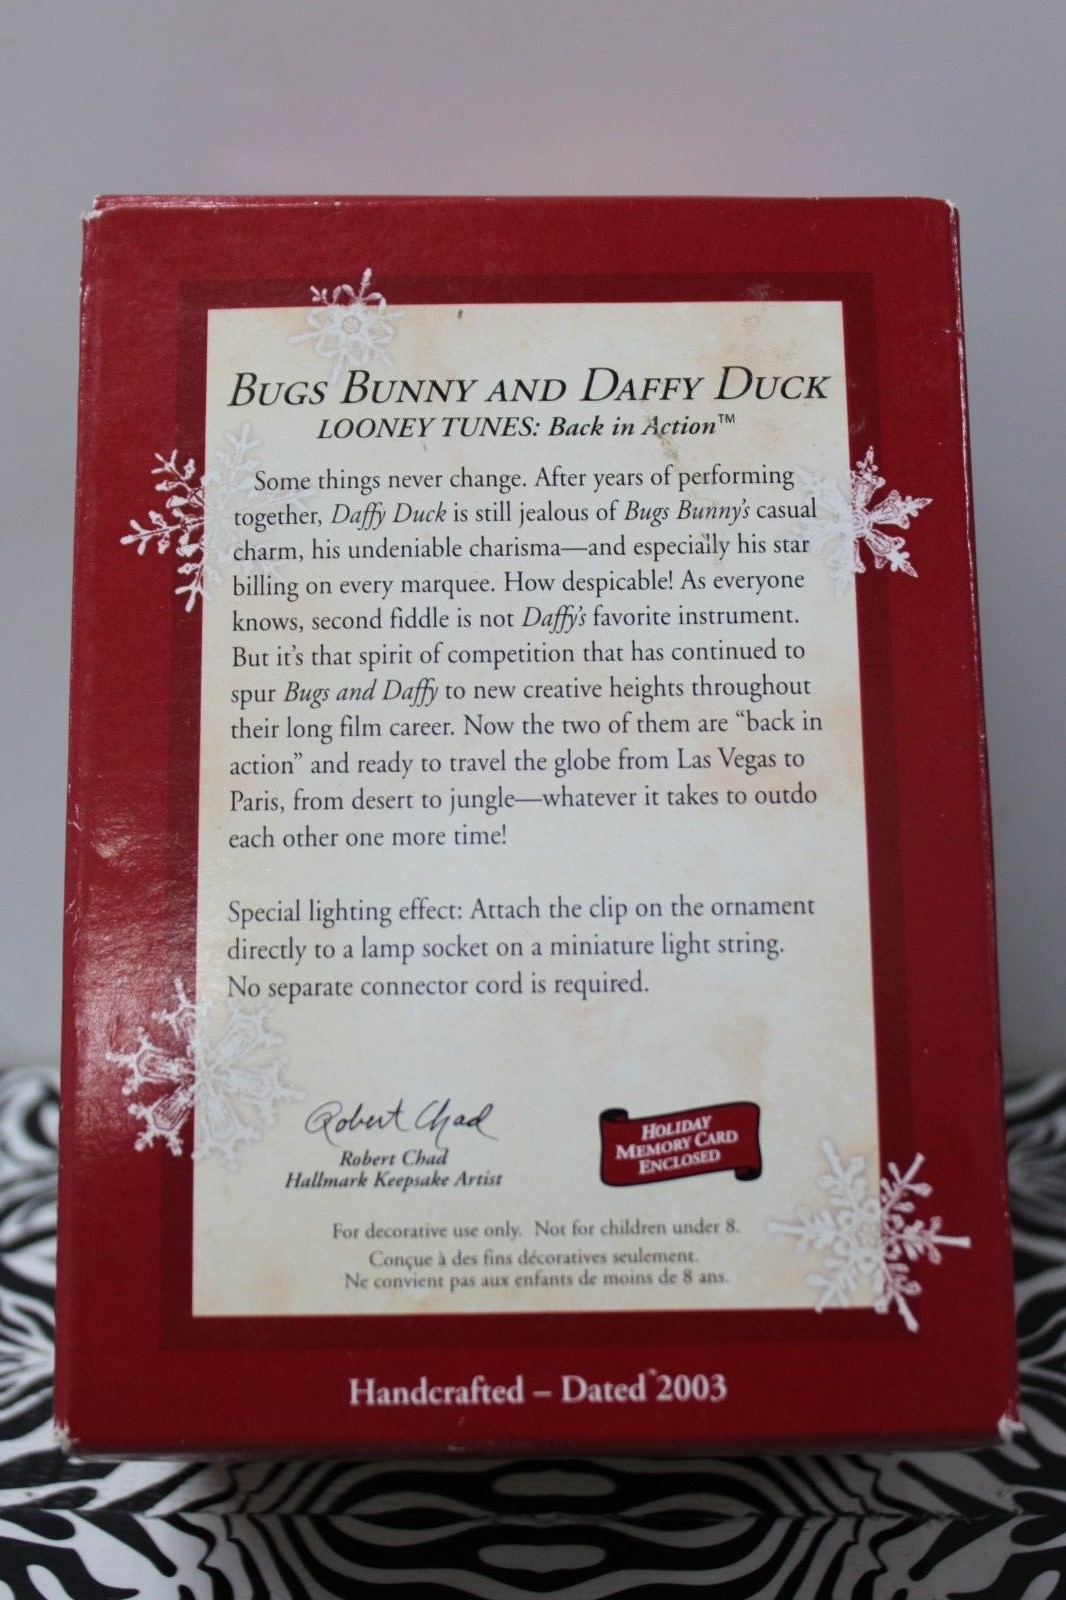 BUGS BUNNY AND DAFFY DUCK
LOONEY TUNES: Back in Action™
Some things never change. After years of performing
together, Daffy Duck is still jealous of Bugs Bunny's casual
charm, his undeniable charisma—and especially his star
billing on every marquee. How despicable! As everyone
knows, second fiddle is not Daffy's favorite instrument.
But it's that spirit of competition that has continued to
spur Bugs and Daffy to new creative heights throughout
their long film career. Now the two of them are “back in
action” and ready to travel the globe from Las Vegas to
Paris, from desert to jungle—whatever it takes to outdo
each other one more time!
Special lighting effect: Attach the clip on the ornament
directly to a lamp socket on a miniature light string.
No separate connector cord is required.
Robert Chad
Robert Chad
Hallmark Keepsake Artist
HOLIDAY
MEMORY CARD
ENCLOSED
For decorative use only. Not for children under 8.
Conçue à des fins décoratives seulement.
Ne convient pas aux enfants de moins de 8 ans.
Handcrafted – Dated 2003